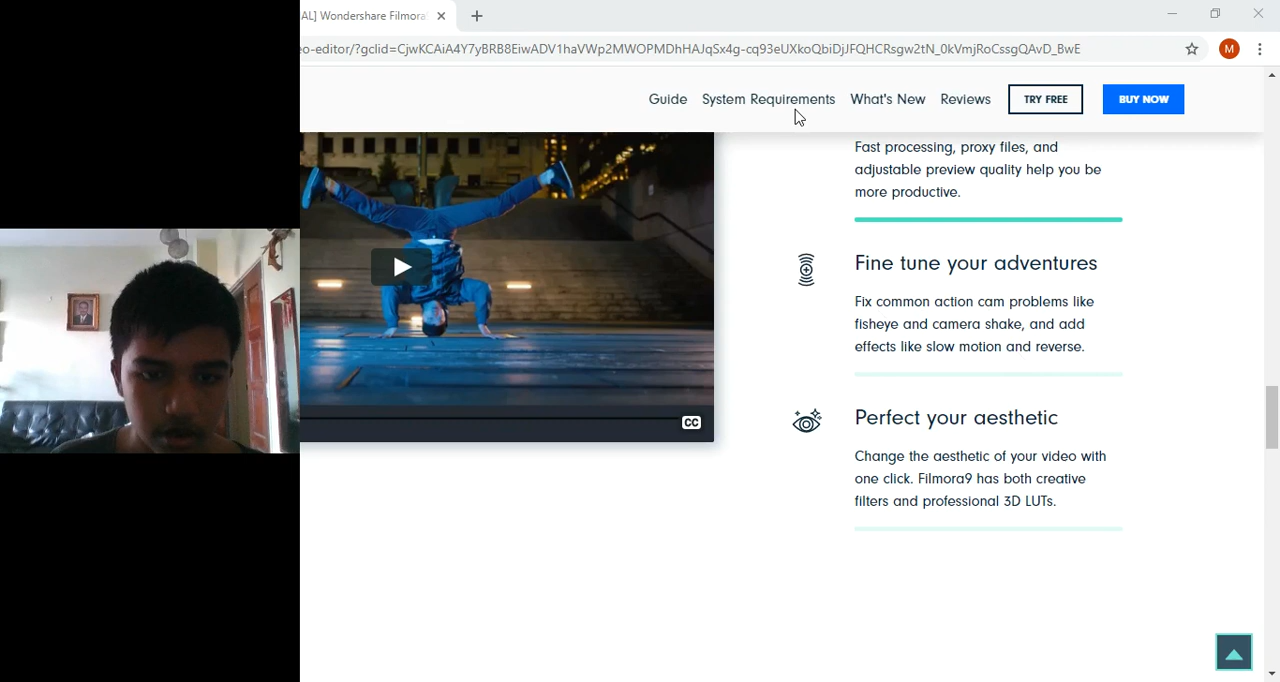 AL] Wondershare Filmora
eo-editor/?gclid=CjwKCAiA4Y7yBRB8EiwADV1haVWp2MWOPMDhHAJqSx4g-cq93eUXkoQbiDjJFQHCRsgw2tN_0kVmjRoCssgQAvD_BwE
M
Guide System Requirements What's New Reviews TRY FREE BUY NOW
Fast processing, proxy files, and
adjustable preview quality help you be
more productive.
Fine tune your adventures
Fix common action cam problems like
fisheye and camera shake, and add
effects like slow motion and reverse.
CC
Perfect your aesthetic
Change the aesthetic of your video with
one click. Filmora9 has both creative
filters and professional 3D LUTs.